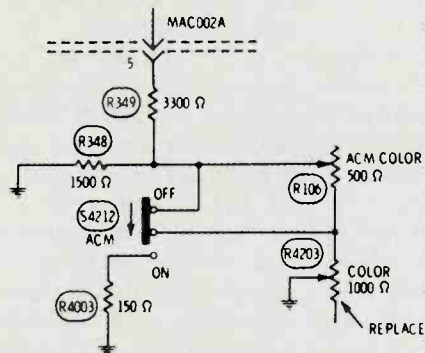 MAC002A
5
R349
3300 Ω
R348
1500 Ω
ACM COLOR
500 Ω
R106
OFF
S4212
ACM
R4203
ON
COLOR
1000 Ω
R4003
150 Ω
REPLACE